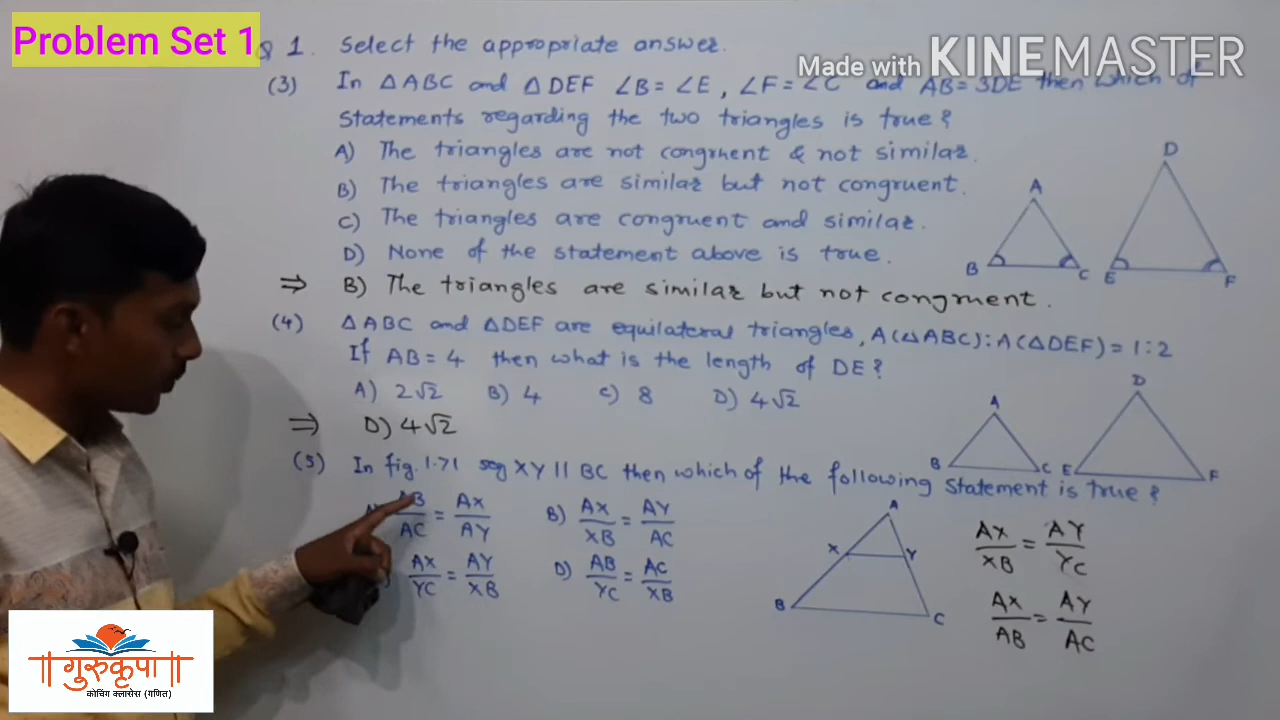 Problem Set 1
Q 1. Select the appropriate answer.
Made with KINEMASTER
(3) In △ABC and △DEF ∠B = ∠E, ∠F = ∠C and AB = 3DE then which of
Statements regarding the two triangles is true?
A) The triangles are not congruent & not similar.
B) The triangles are similar but not congruent.
C) The triangles are congruent and similar.
D) None of the statement above is true.
A
B
C
D
E
F
⇒ B) The triangles are similar but not congruent.
(4) △ABC and △DEF are equilateral triangles, A(△ABC):A(△DEF) = 1:2
If AB = 4 then what is the length of DE?
A) 2√2 B) 4 C) 8 D) 4√2
⇒ D) 4√2
A
B
C
D
E
F
(5) In fig. 1.71 seg XY || BC then which of the following statement is true?
AB/AC = AX/AY B) AX/XB = AY/AC
AX/YC = AY/XB D) AB/YC = AC/XB
A
X
Y
B
C
AX/XB = AY/YC
AX/AB = AY/AC
॥ गुरुकृपा ॥
कोचिंग क्लासेस (गणित)